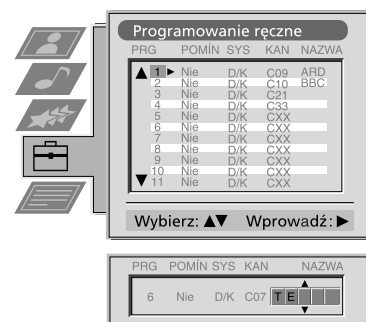 Programowanie ręczne
PRG POMÍN SYS KAN NAZWA
1 Nie D/K C09 ARD
2 Nie D/K C10 BBC
3 Nie D/K C21
4 Nie D/K C33
5 Nie D/K CXX
6 Nie D/K CXX
7 Nie D/K CXX
8 Nie D/K CXX
9 Nie D/K CXX
10 Nie D/K CXX
11 Nie D/K CXX
Wybierz: ▲▼ Wprowadź: ►
PRG POMÍN SYS KAN NAZWA
6 Nie D/K C07 T E